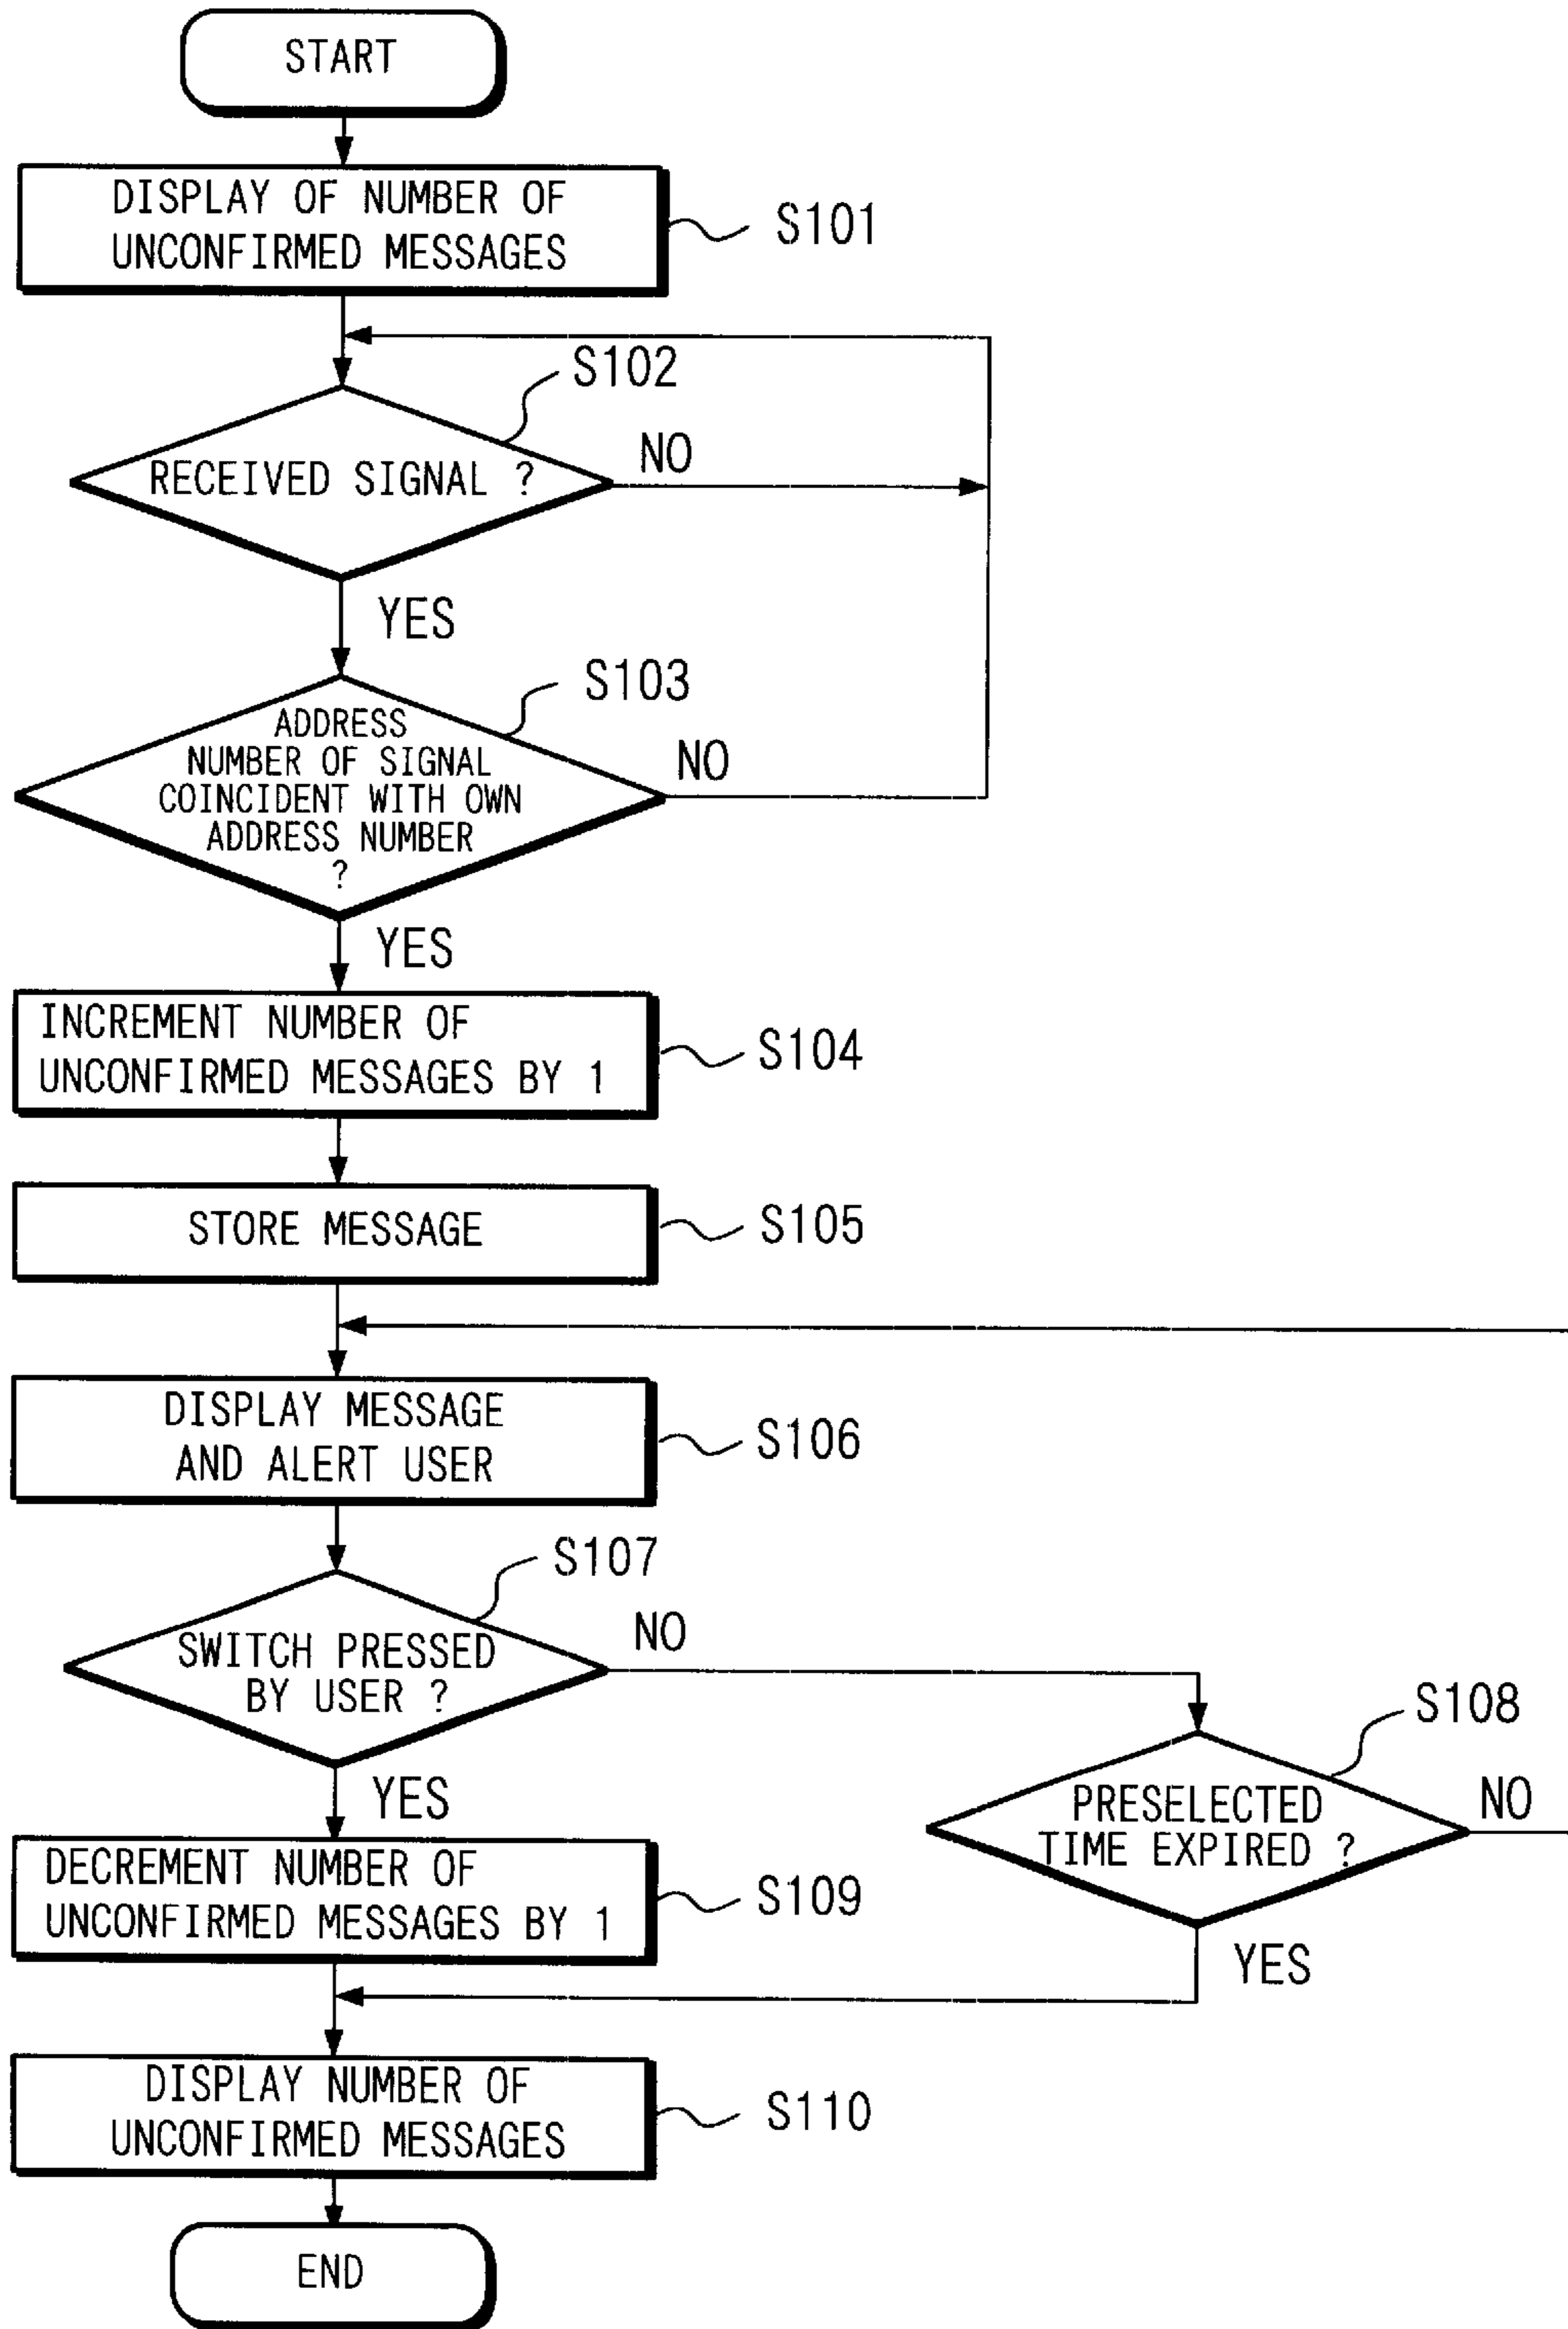 START
DISPLAY OF NUMBER OF
UNCONFIRMED MESSAGES
S101
S102
RECEIVED SIGNAL ?
NO
YES
S103
ADDRESS
NUMBER OF SIGNAL
COINCIDENT WITH OWN
ADDRESS NUMBER
?
NO
YES
INCREMENT NUMBER OF
UNCONFIRMED MESSAGES BY 1
S104
STORE MESSAGE
S105
DISPLAY MESSAGE
AND ALERT USER
S106
S107
SWITCH PRESSED
BY USER ?
NO
YES
S108
PRESELECTED
TIME EXPIRED ?
NO
YES
DECREMENT NUMBER OF
UNCONFIRMED MESSAGES BY 1
S109
DISPLAY NUMBER OF
UNCONFIRMED MESSAGES
S110
END